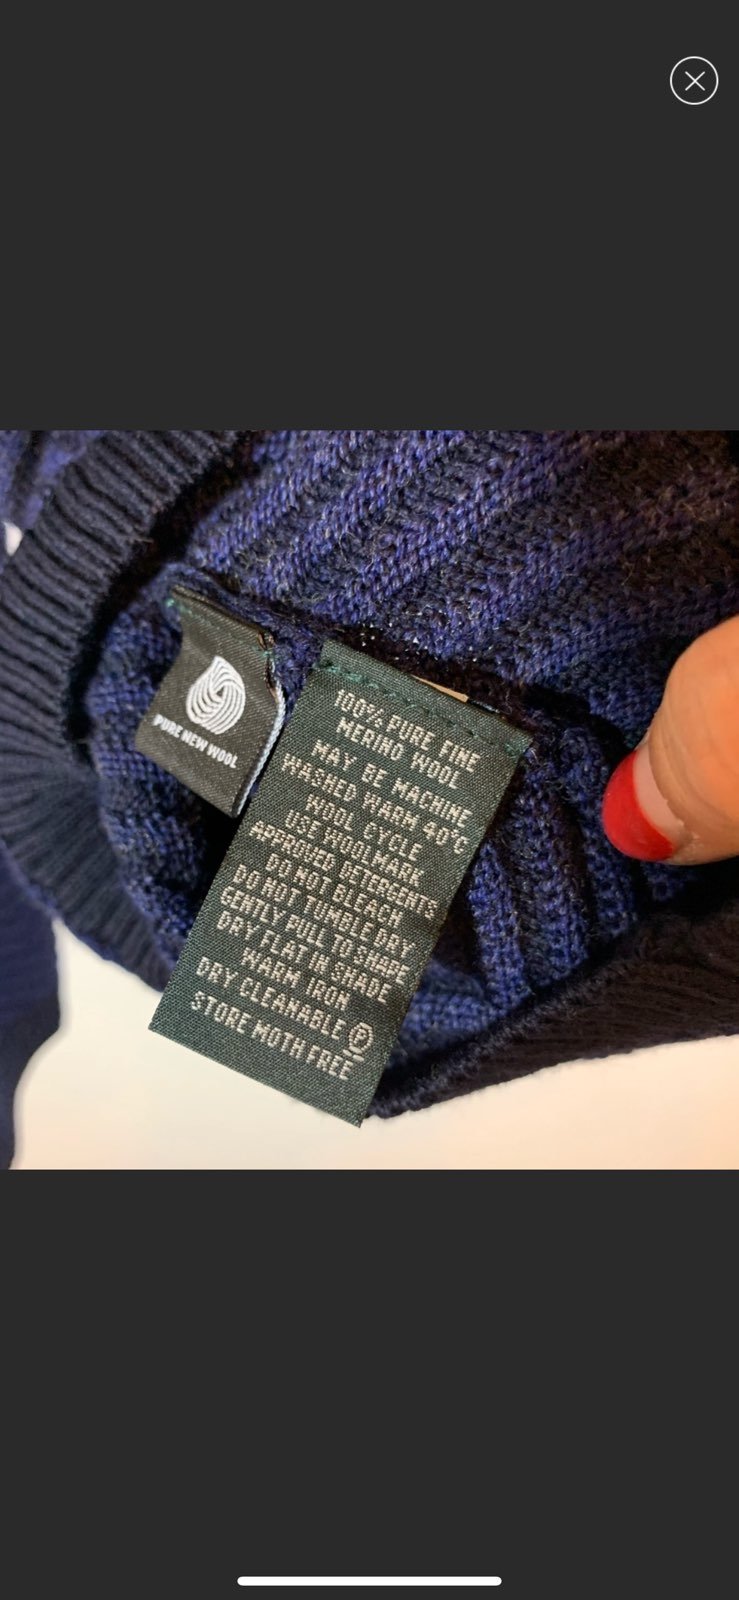 PURE NEW WOOL
100% PURE FINE
MERINO WOOL
MAY BE MACHINE
WASHED WARM 40°C
WOOL CYCLE
USE WOOLMARK
APPROVED DETERGENTS
DO NOT BLEACH
DO NOT TUMBLE DRY
GENTLY PULL TO SHAPE
DRY FLAT IN SHADE
WARM IRON
DRY CLEANABLE Ⓟ
STORE MOTH FREE